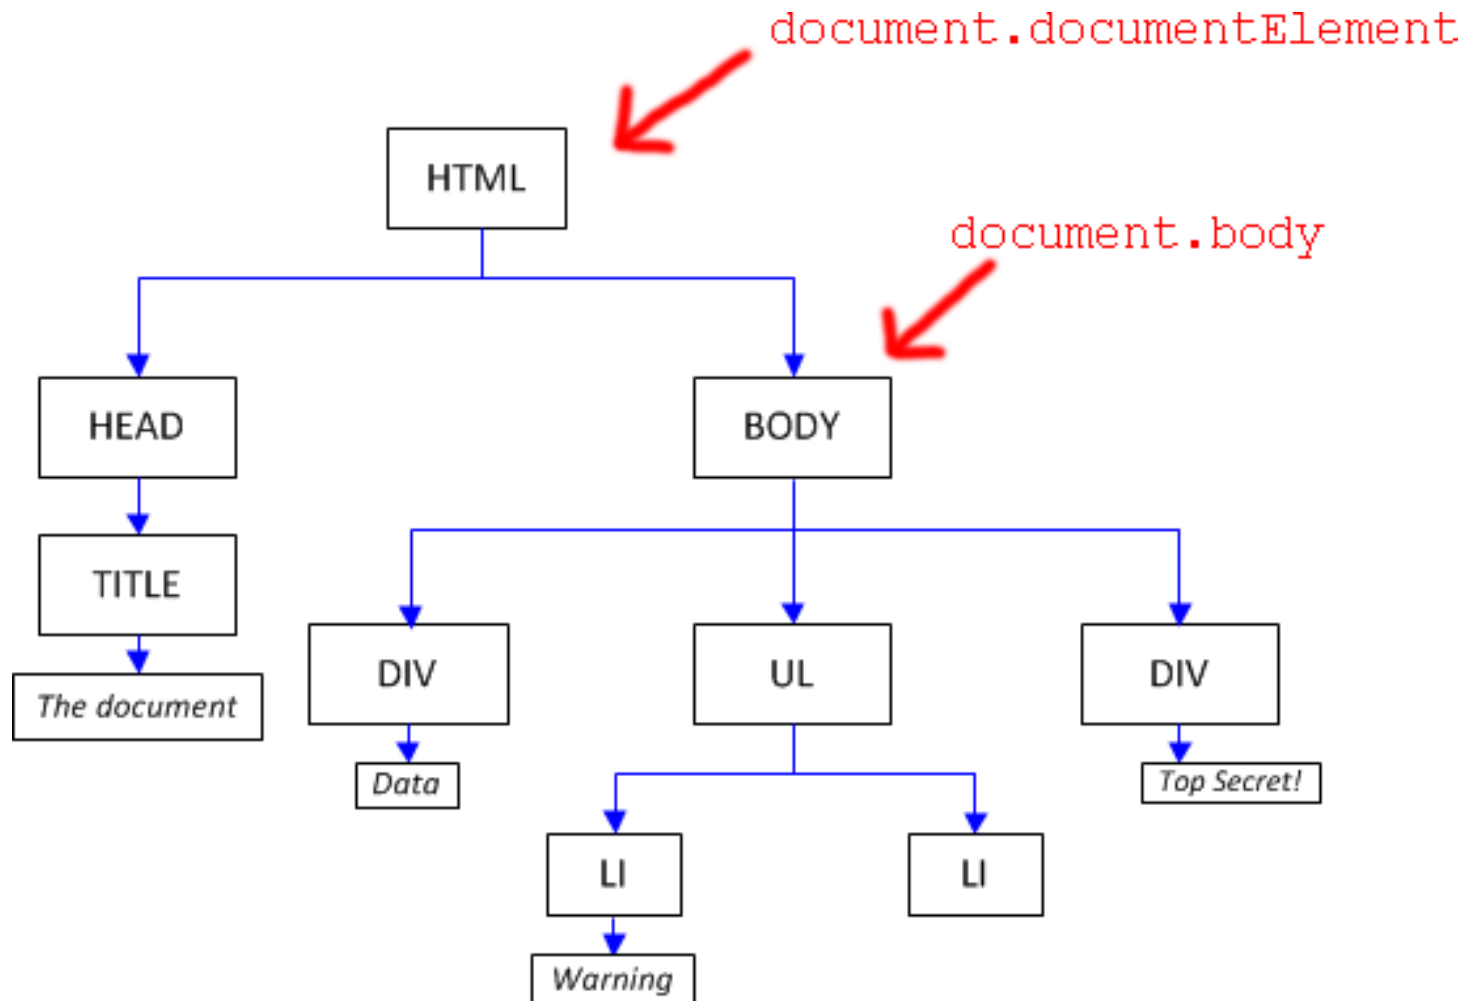 document.documentElement
HTML
document.body
HEAD
BODY
TITLE
DIV
UL
DIV
The document
Data
Top Secret!
LI
LI
Warning